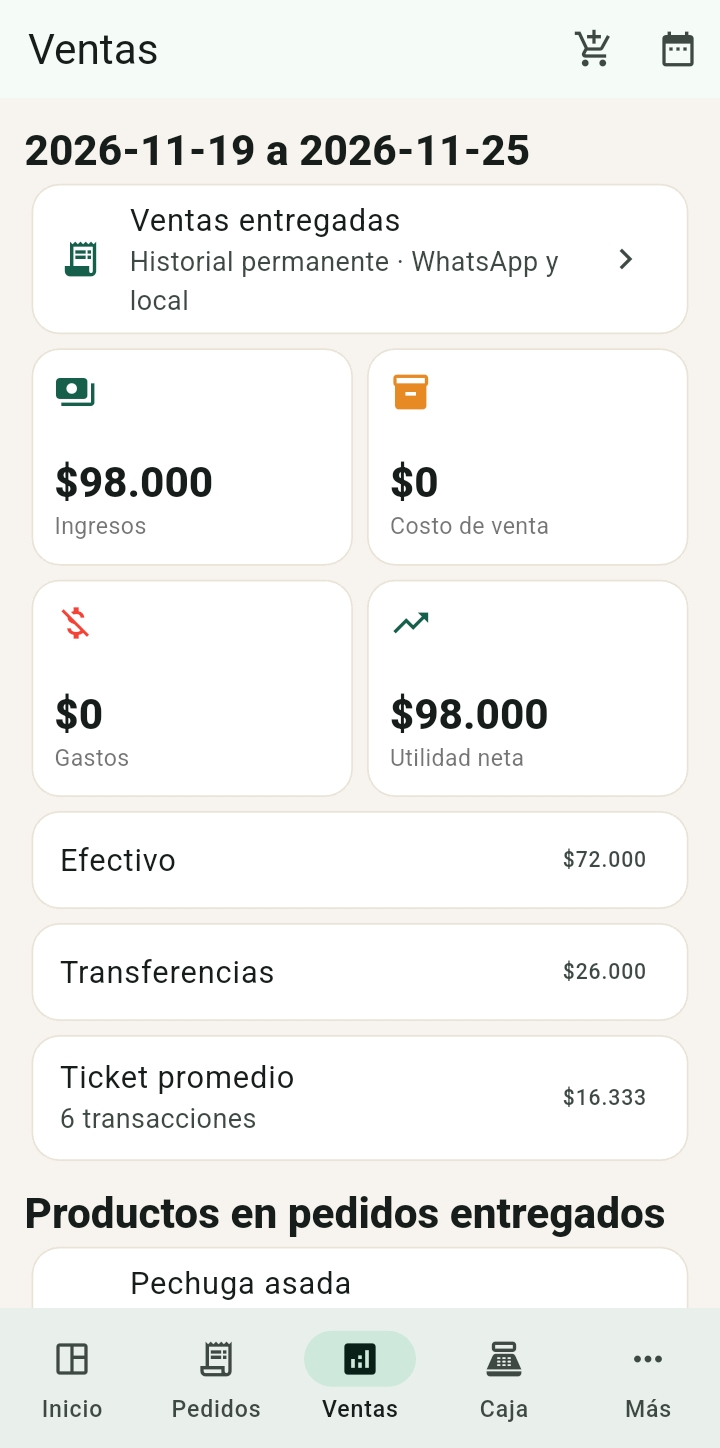 Ventas
2026-11-19 a 2026-11-25
Ventas entregadas
Historial permanente · WhatsApp y
local
$98.000
Ingresos
$0
Costo de venta
$0
Gastos
$98.000
Utilidad neta
Efectivo
$72.000
Transferencias
$26.000
Ticket promedio
6 transacciones
$16.333
Productos en pedidos entregados
Pechuga asada
Inicio
Pedidos
Ventas
Caja
Más